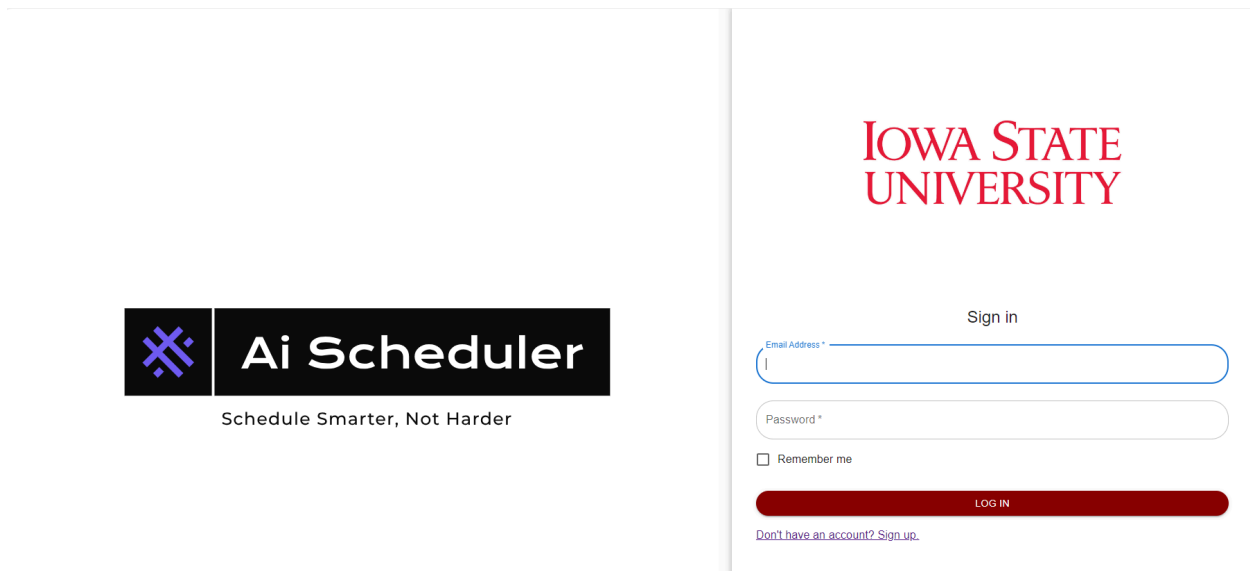 Ai Scheduler
Schedule Smarter, Not Harder
IOWA STATE
UNIVERSITY
Sign in
Email Address *
Password *
Remember me
LOG IN
Don't have an account? Sign up.